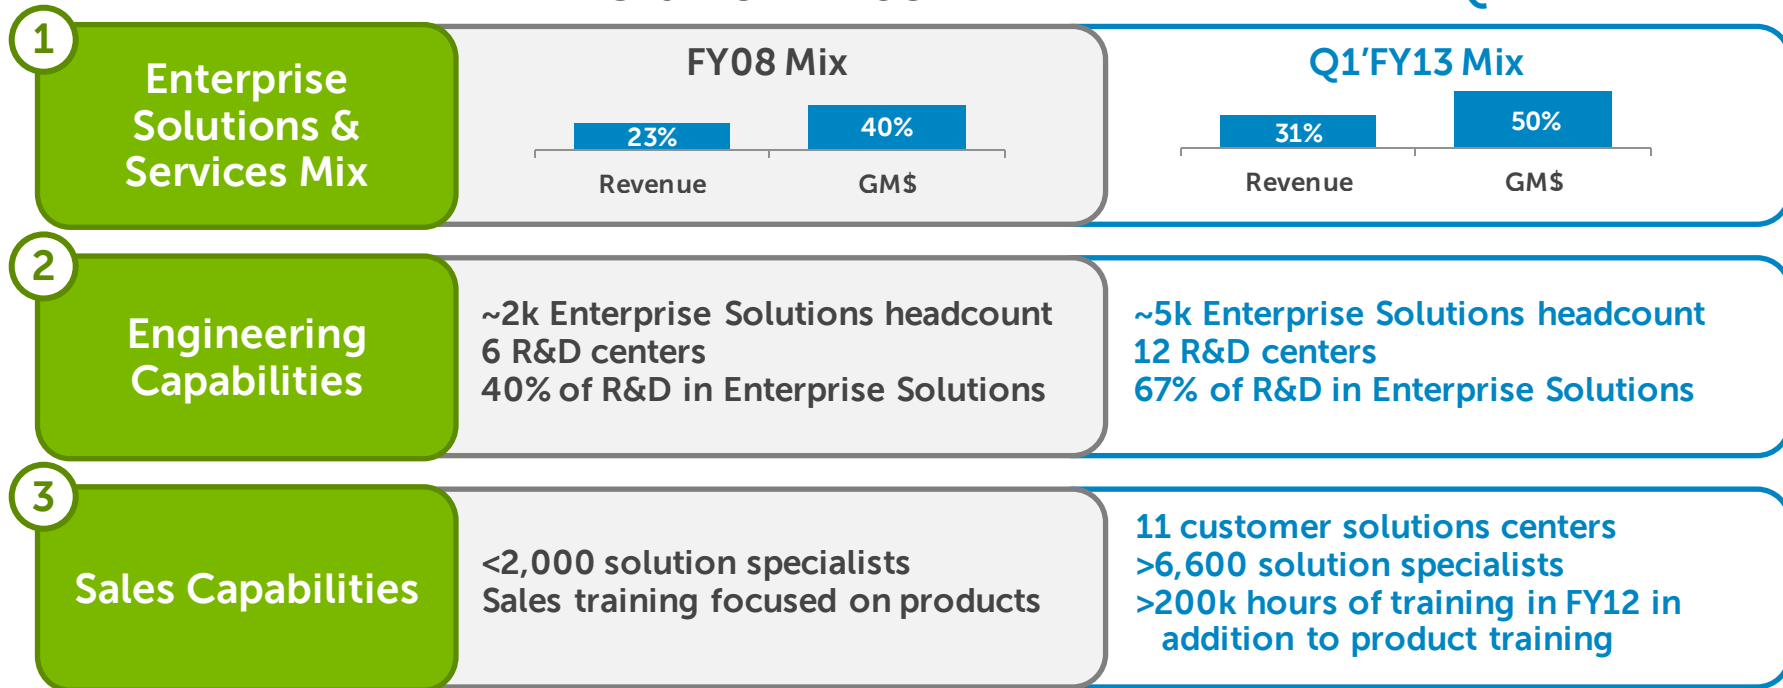 1
Enterprise
Solutions &
Services Mix
FY08 Mix
23%
40%
Revenue
GM$
Q1'FY13 Mix
31%
50%
Revenue
GM$
2
Engineering
Capabilities
~2k Enterprise Solutions headcount
6 R&D centers
40% of R&D in Enterprise Solutions
~5k Enterprise Solutions headcount
12 R&D centers
67% of R&D in Enterprise Solutions
3
Sales Capabilities
<2,000 solution specialists
Sales training focused on products
11 customer solutions centers
>6,600 solution specialists
>200k hours of training in FY12 in
addition to product training